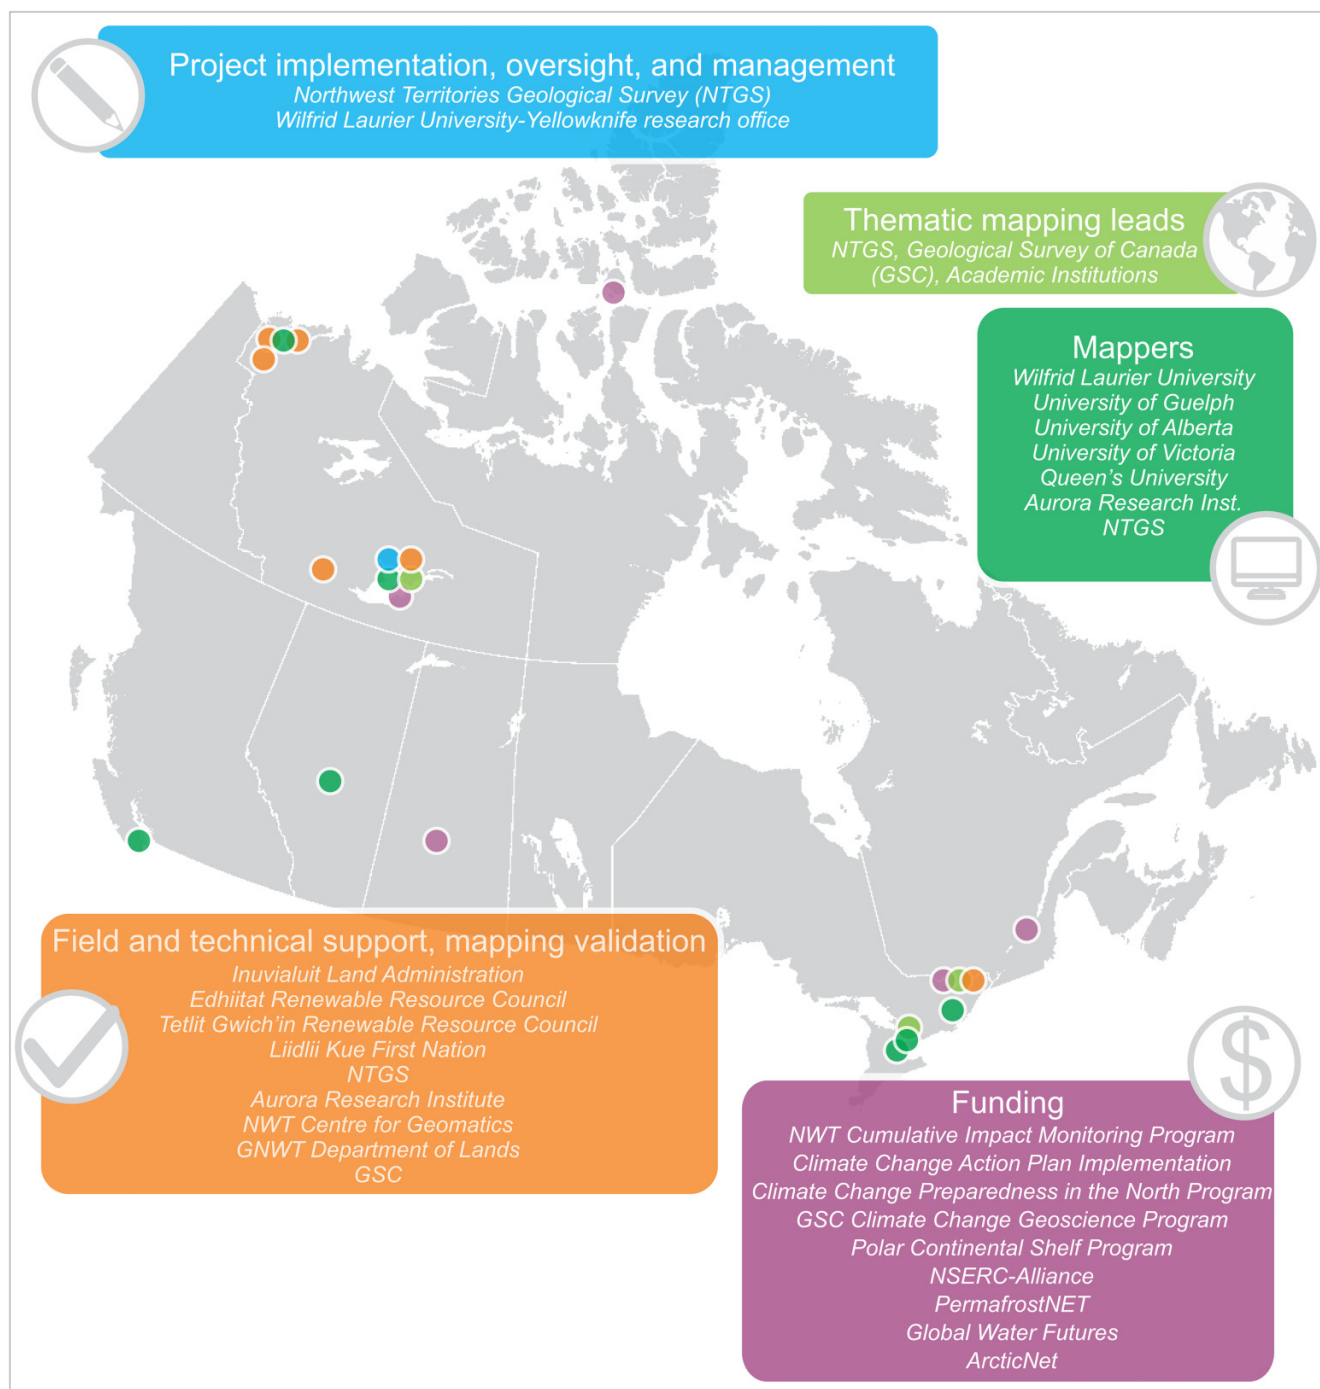 Project implementation, oversight, and management
Northwest Territories Geological Survey (NTGS)
Wilfrid Laurier University-Yellowknife research office
Thematic mapping leads
NTGS, Geological Survey of Canada
(GSC), Academic Institutions
Mappers
Wilfrid Laurier University
University of Guelph
University of Alberta
University of Victoria
Queen's University
Aurora Research Inst.
NTGS
Field and technical support, mapping validation
Inuvialuit Land Administration
Edhiitat Renewable Resource Council
Tetlit Gwich'in Renewable Resource Council
Liidlii Kue First Nation
NTGS
Aurora Research Institute
NWT Centre for Geomatics
GNWT Department of Lands
GSC
$
Funding
NWT Cumulative Impact Monitoring Program
Climate Change Action Plan Implementation
Climate Change Preparedness in the North Program
GSC Climate Change Geoscience Program
Polar Continental Shelf Program
NSERC-Alliance
PermafrostNET
Global Water Futures
ArcticNet